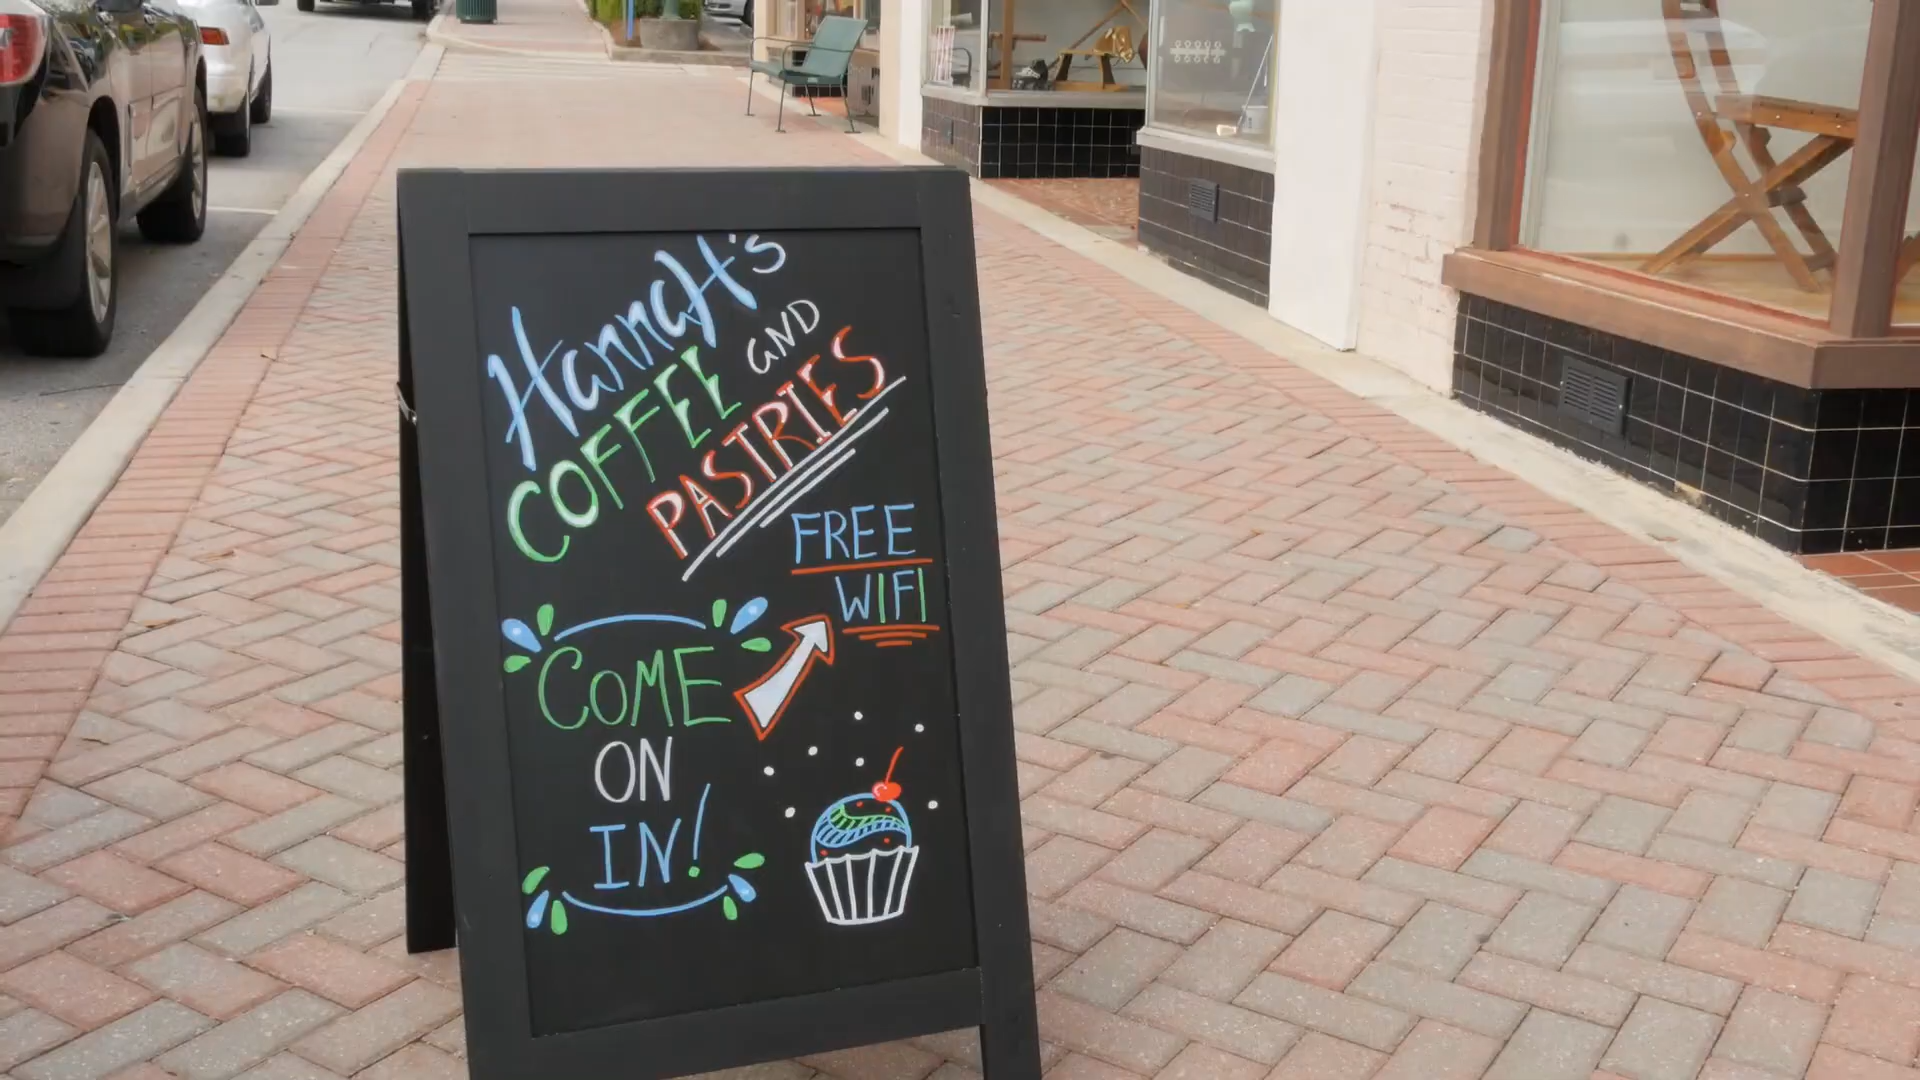 HannaH's
COFFEE AND
PASTRIES
FREE
WIFI
COME
ON
IN!